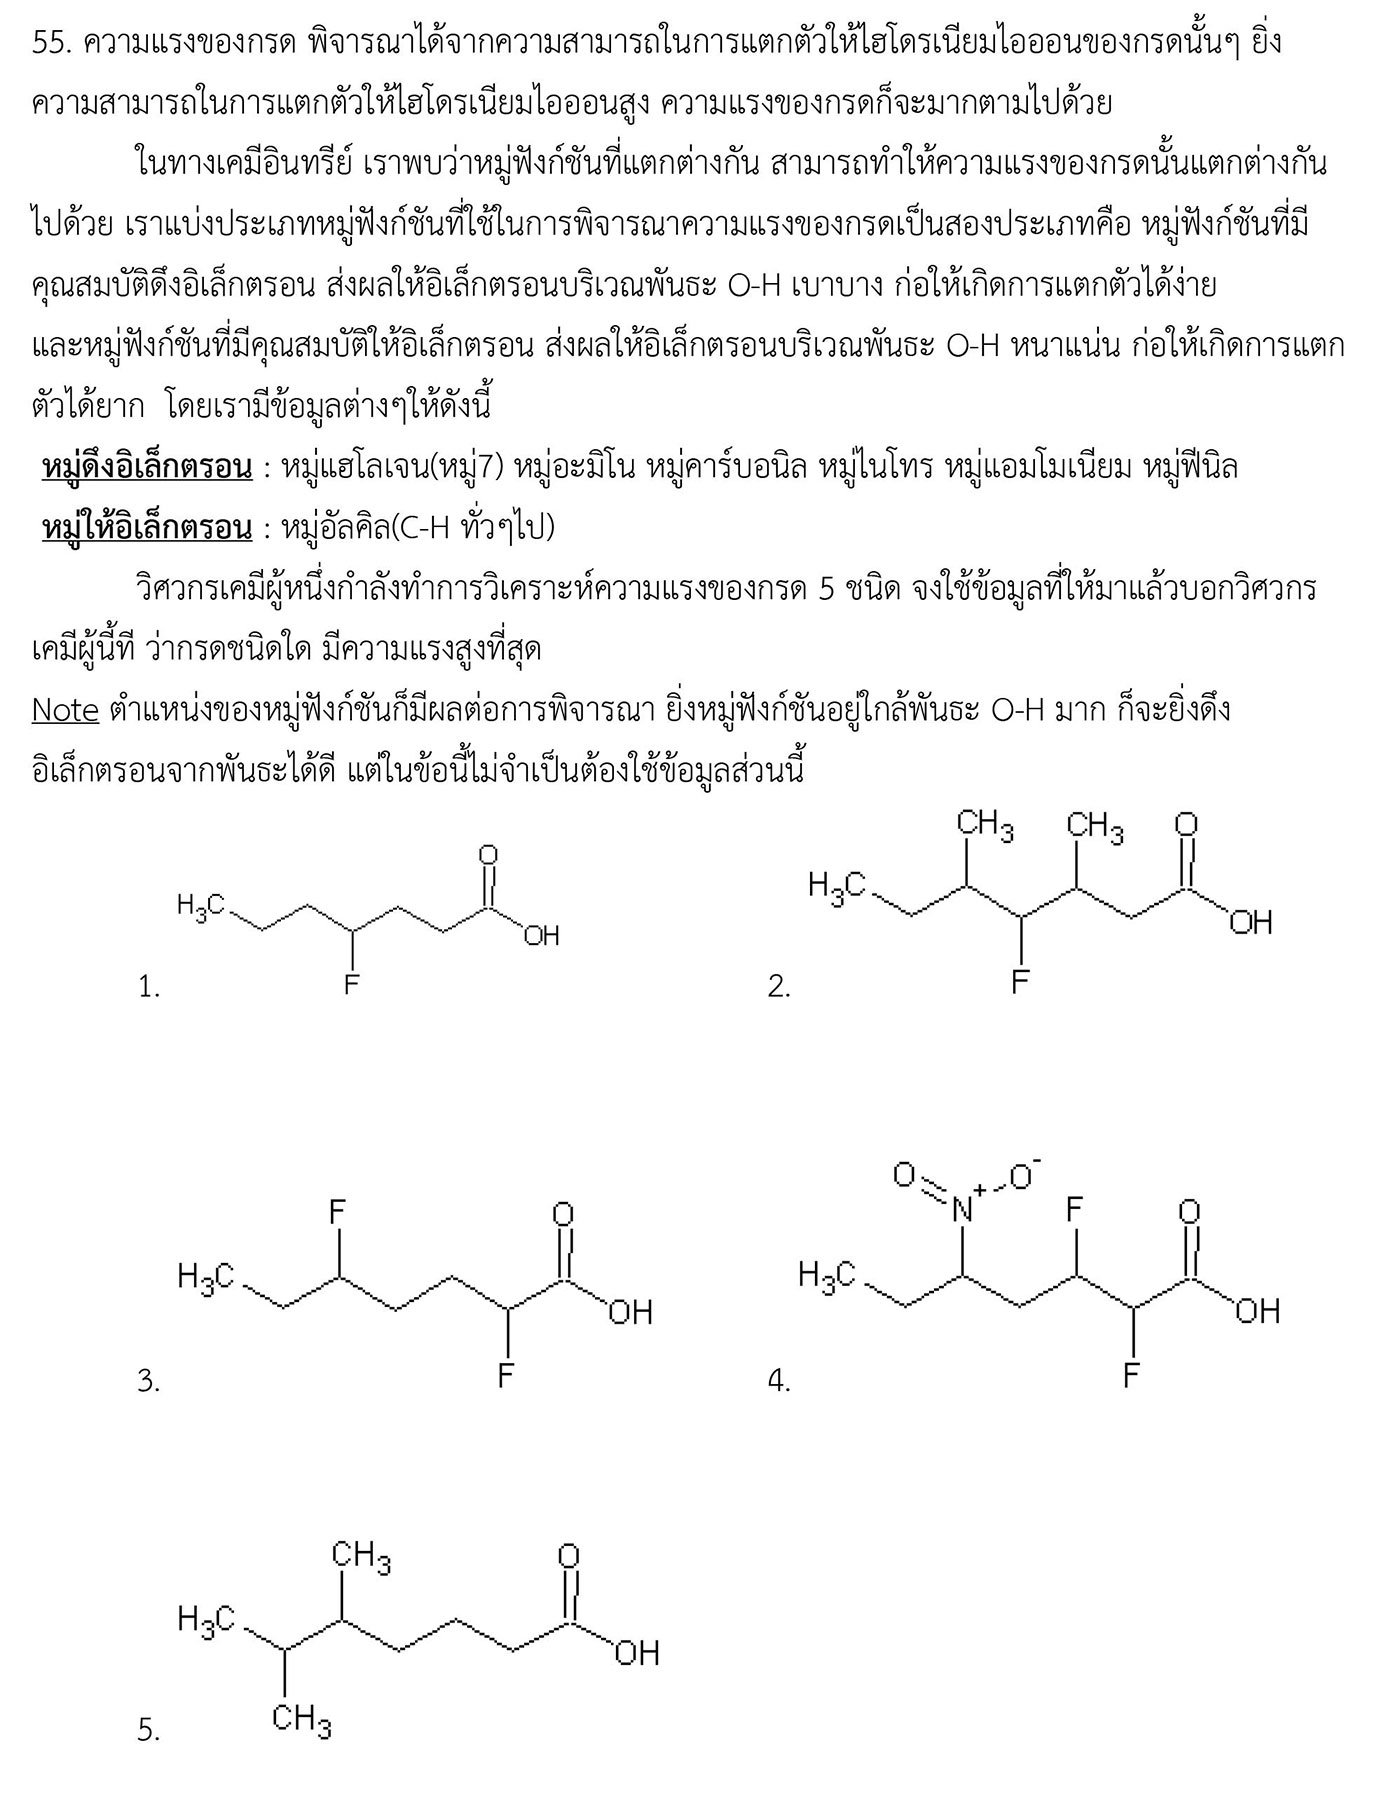 55. ความแรงของกรด พิจารณาได้จากความสามารถในการแตกตัวให้ไฮโดรเนียมไอออนของกรดนั้นๆ ยิ่ง
ความสามารถในการแตกตัวให้ไฮโดรเนียมไอออนสูง ความแรงของกรดก็จะมากตามไปด้วย
ในทางเคมีอินทรีย์ เราพบว่าหมู่ฟังก์ชันที่แตกต่างกัน สามารถทำให้ความแรงของกรดนั้นแตกต่างกัน
ไปด้วย เราแบ่งประเภทหมู่ฟังก์ชันที่ใช้ในการพิจารณาความแรงของกรดเป็นสองประเภทคือ หมู่ฟังก์ชันที่มี
คุณสมบัติดึงอิเล็กตรอน ส่งผลให้อิเล็กตรอนบริเวณพันธะ O-H เบาบาง ก่อให้เกิดการแตกตัวได้ง่าย
และหมู่ฟังก์ชันที่มีคุณสมบัติให้อิเล็กตรอน ส่งผลให้อิเล็กตรอนบริเวณพันธะ O-H หนาแน่น ก่อให้เกิดการแตก
ตัวได้ยาก โดยเรามีข้อมูลต่างๆให้ดังนี้
หมู่ดึงอิเล็กตรอน : หมู่แฮโลเจน(หมู่7) หมู่อะมิโน หมู่คาร์บอนิล หมู่ไนโทร หมู่แอมโมเนียม หมู่ฟีนิล
หมู่ให้อิเล็กตรอน : หมู่อัลคิล(C-H ทั่วๆไป)
วิศวกรเคมีผู้หนึ่งกำลังทำการวิเคราะห์ความแรงของกรด 5 ชนิด จงใช้ข้อมูลที่ให้มาแล้วบอกวิศวกร
เคมีผู้นี้ที ว่ากรดชนิดใด มีความแรงสูงที่สุด
Note ตำแหน่งของหมู่ฟังก์ชันก็มีผลต่อการพิจารณา ยิ่งหมู่ฟังก์ชันอยู่ใกล้พันธะ O-H มาก ก็จะยิ่งดึง
อิเล็กตรอนจากพันธะได้ดี แต่ในข้อนี้ไม่จำเป็นต้องใช้ข้อมูลส่วนนี้
O
H₃C
OH
F
1.
CH₃ CH₃ O
H₃C
OH
F
2.
F O
H₃C
OH
F
3.
O N⁺ O⁻
F O
H₃C
OH
F
4.
CH₃ O
H₃C
OH
CH₃
5.